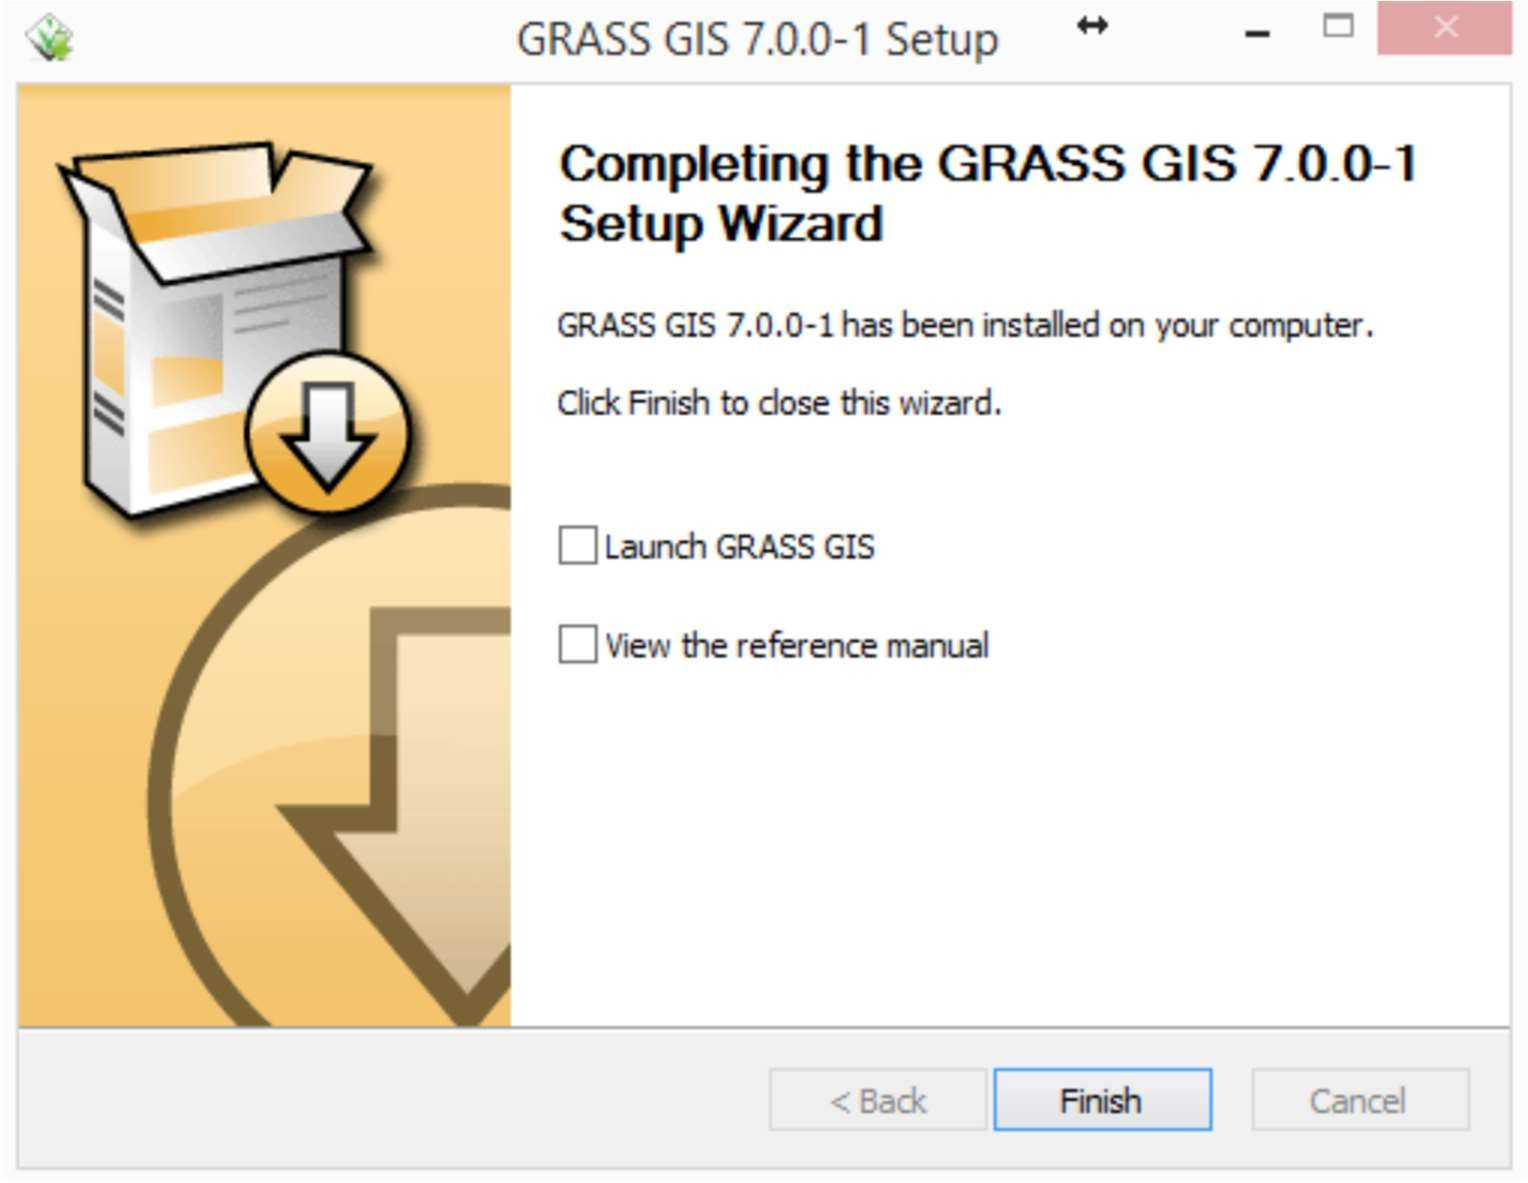 GRASS GIS 7.0.0-1 Setup
Completing the GRASS GIS 7.0.0-1
Setup Wizard
GRASS GIS 7.0.0-1 has been installed on your computer.
Click Finish to close this wizard.
Launch GRASS GIS
View the reference manual
< Back
Finish
Cancel